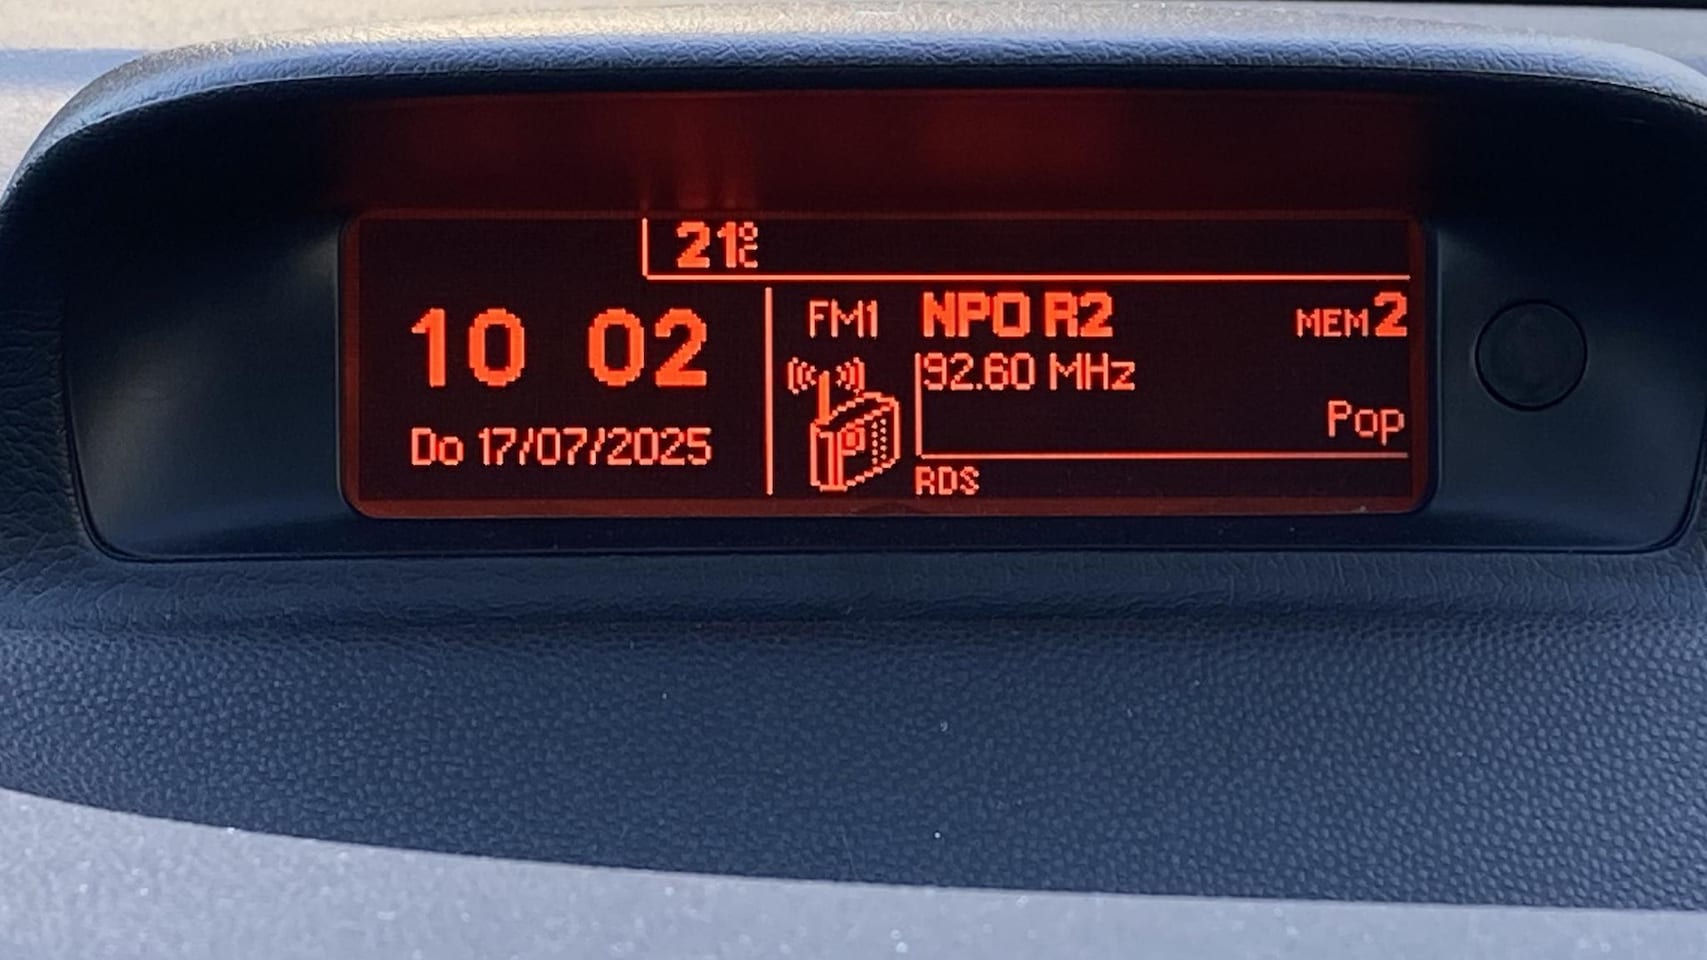 21°C
10 02
Do 17/07/2025
FM1 NPO R2 MEM2
92.60 MHz
Pop
RDS